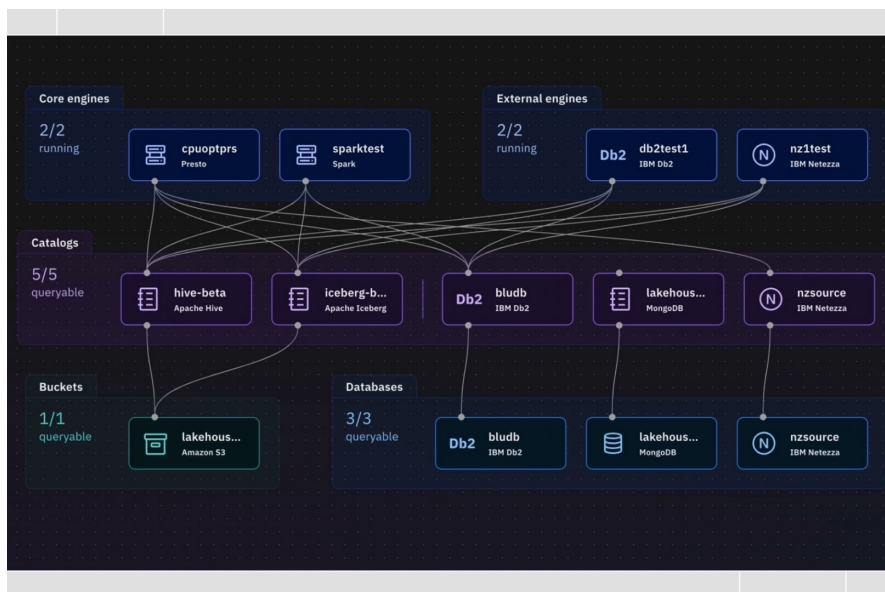 Core engines
2/2
running
cpuoptprs
Presto
sparktest
Spark
External engines
2/2
running
Db2
db2test1
IBM Db2
N
nz1test
IBM Netezza
Catalogs
5/5
queryable
hive-beta
Apache Hive
iceberg-b...
Apache Iceberg
Db2
bludb
IBM Db2
lakehous...
MongoDB
N
nzsource
IBM Netezza
Buckets
1/1
queryable
lakehous...
Amazon S3
Databases
3/3
queryable
Db2
bludb
IBM Db2
lakehous...
MongoDB
N
nzsource
IBM Netezza